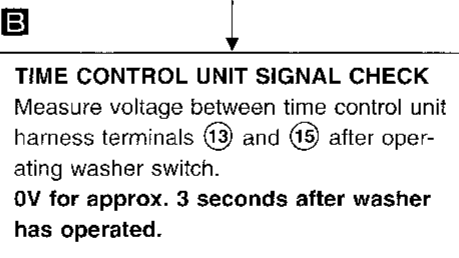 B
TIME CONTROL UNIT SIGNAL CHECK
Measure voltage between time control unit
harness terminals ⑬ and ⑮ after oper-
ating washer switch.
0V for approx. 3 seconds after washer
has operated.